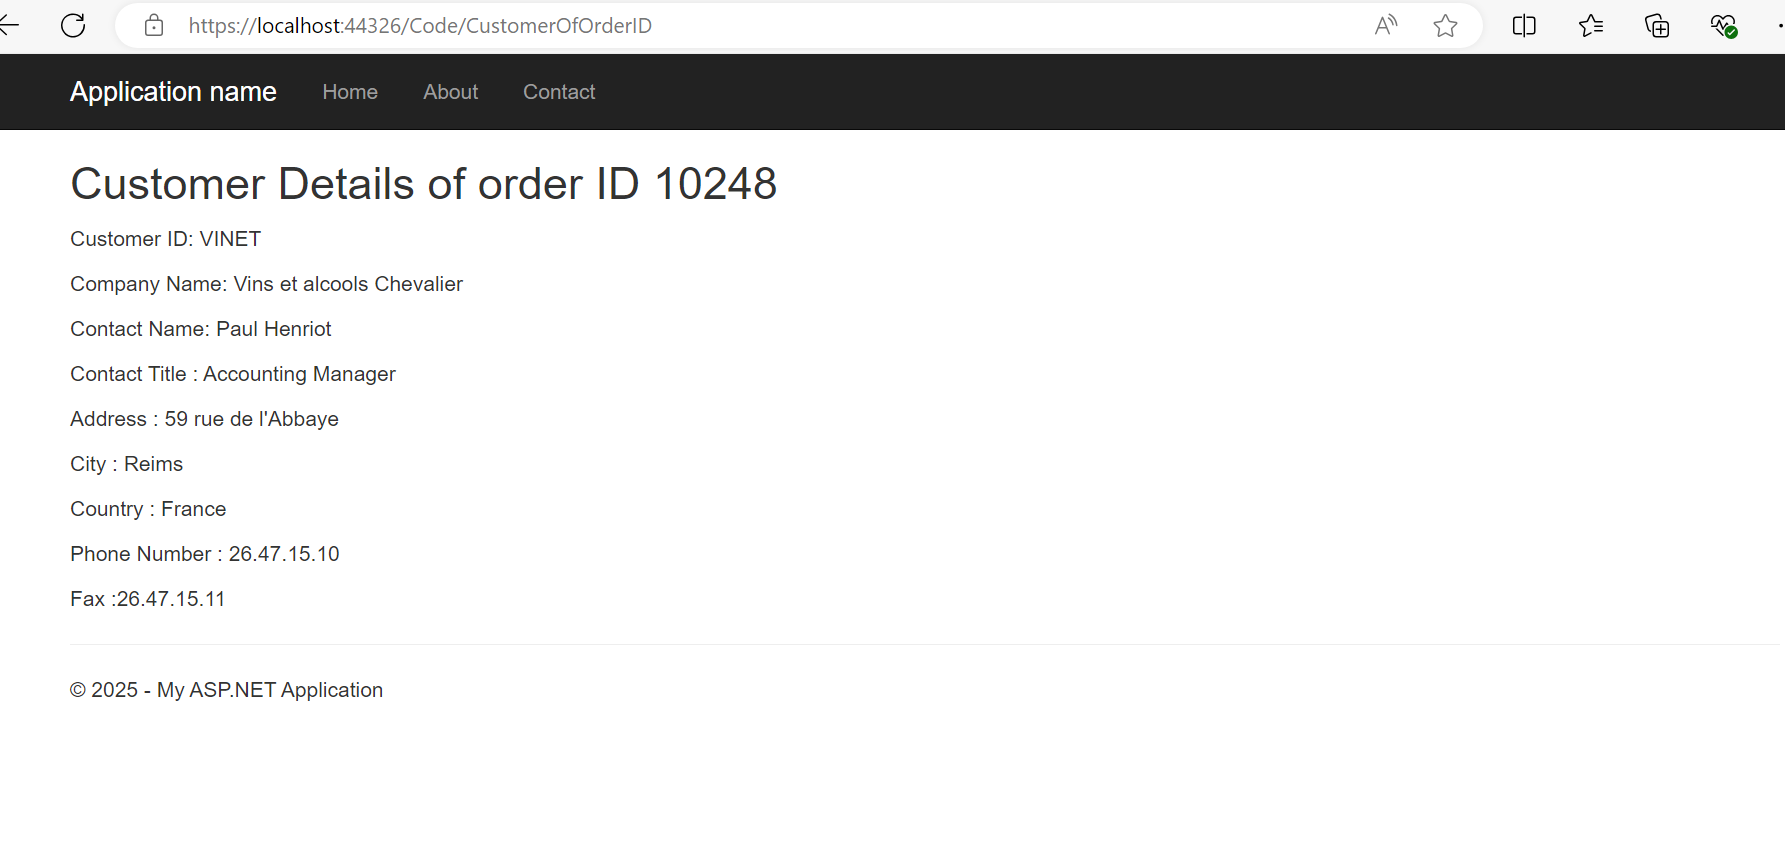 https://localhost:44326/Code/CustomerOfOrderID
Application name Home About Contact
Customer Details of order ID 10248
Customer ID: VINET
Company Name: Vins et alcools Chevalier
Contact Name: Paul Henriot
Contact Title : Accounting Manager
Address : 59 rue de l'Abbaye
City : Reims
Country : France
Phone Number : 26.47.15.10
Fax :26.47.15.11
© 2025 - My ASP.NET Application